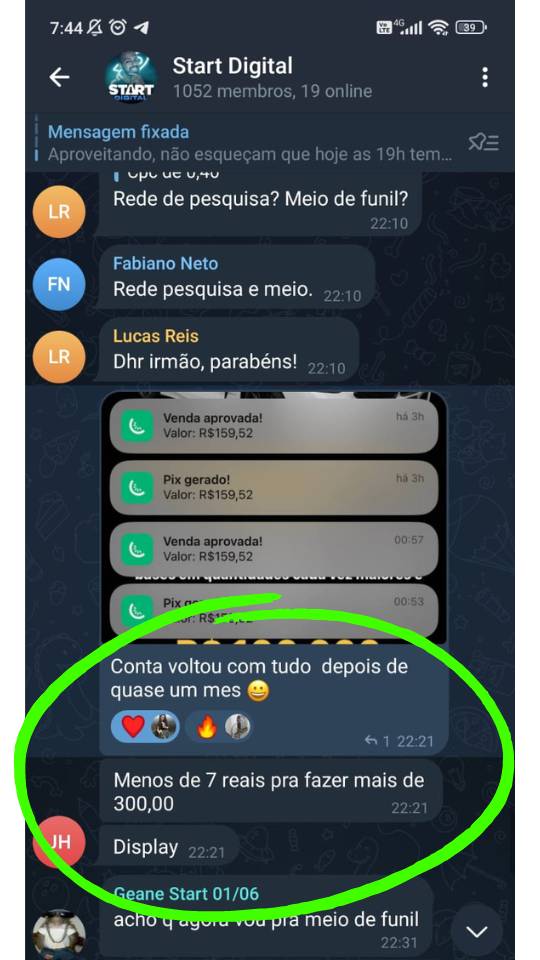 7:44
Vo LTE 4G 39
Start Digital
START
DIGITAL
1052 membros, 19 online
Mensagem fixada
Aproveitando, não esqueçam que hoje as 19h tem...
Cpc de 0,40
LR
Rede de pesquisa? Meio de funil?
22:10
Fabiano Neto
FN
Rede pesquisa e meio. 22:10
Lucas Reis
LR
Dhr irmão, parabéns! 22:10
Venda aprovada! há 3h
Valor: R$159,52
Pix gerado! há 3h
Valor: R$159,52
Venda aprovada! 00:57
Valor: R$159,52
Pix 00:53
Conta voltou com tudo depois de
quase um mes 😀
❤️ 🔥
1 22:21
Menos de 7 reais pra fazer mais de
300,00 22:21
JH
Display 22:21
Geane Start 01/06
acho q agora vou pra meio de funil
22:31